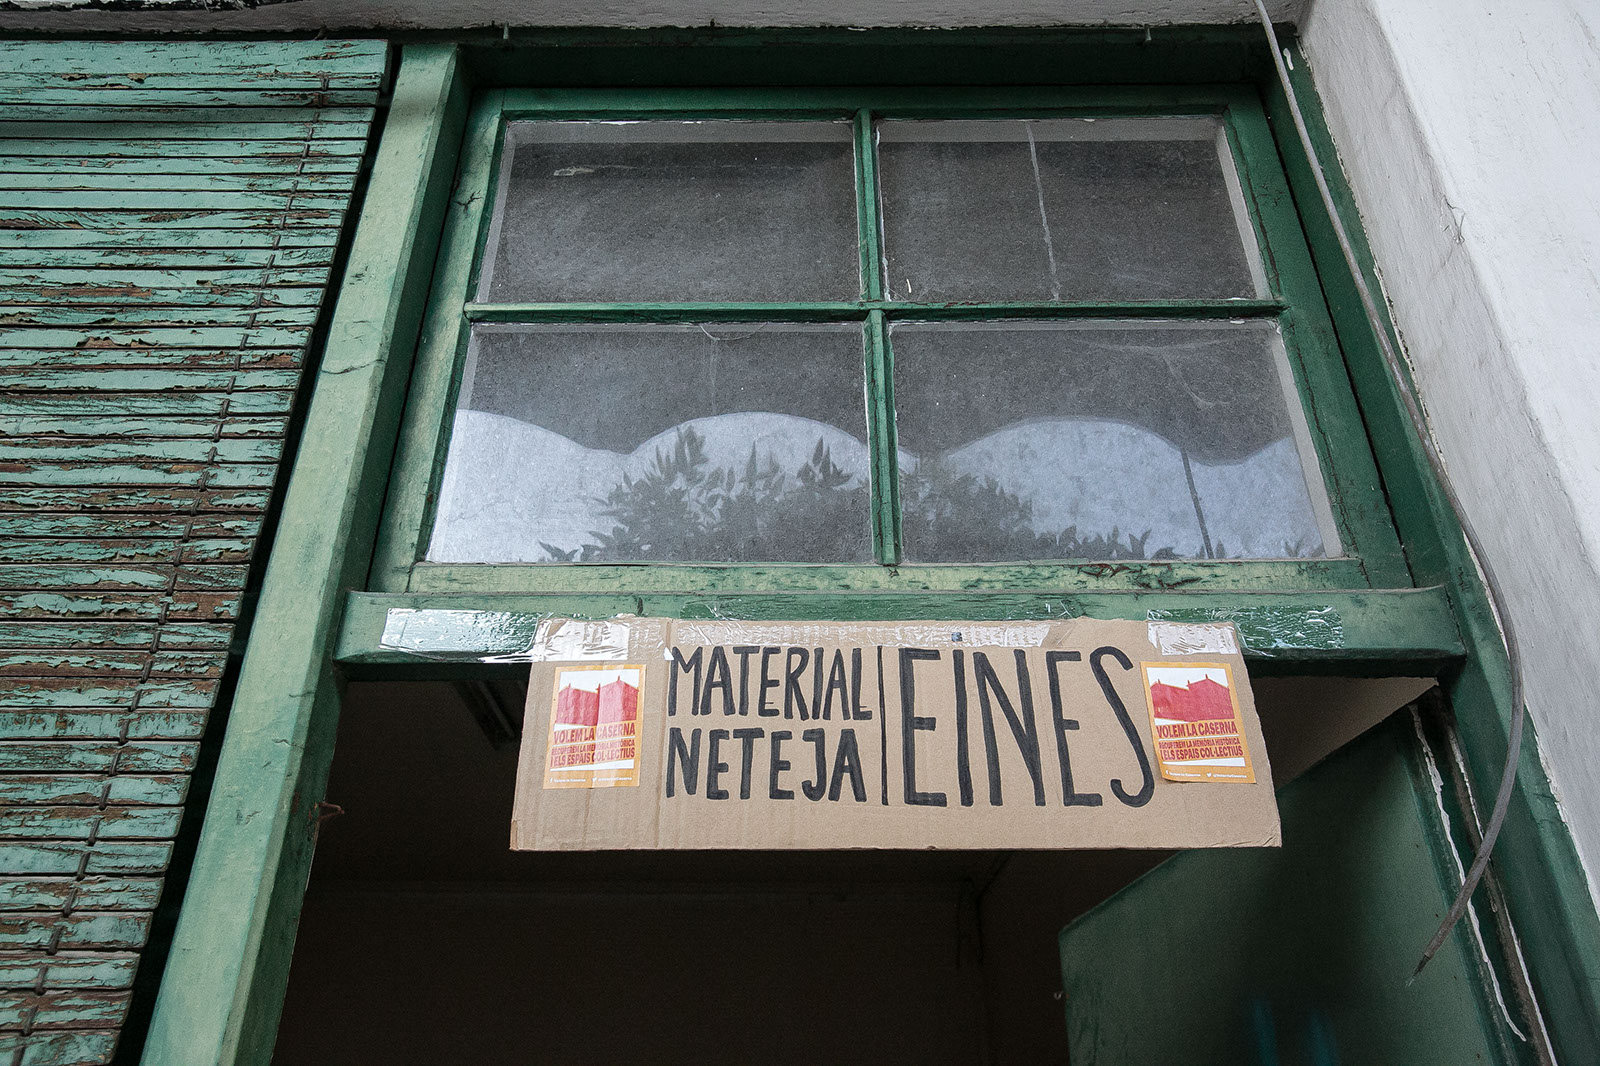 MATERIAL
NETEJA
EINES
VOLEM LA CASERNA
RECUPEREM LA MEMÒRIA HISTÒRICA
I ELS ESPAIS COL·LECTIUS
VOLEM LA CASERNA
RECUPEREM LA MEMÒRIA HISTÒRICA
I ELS ESPAIS COL·LECTIUS